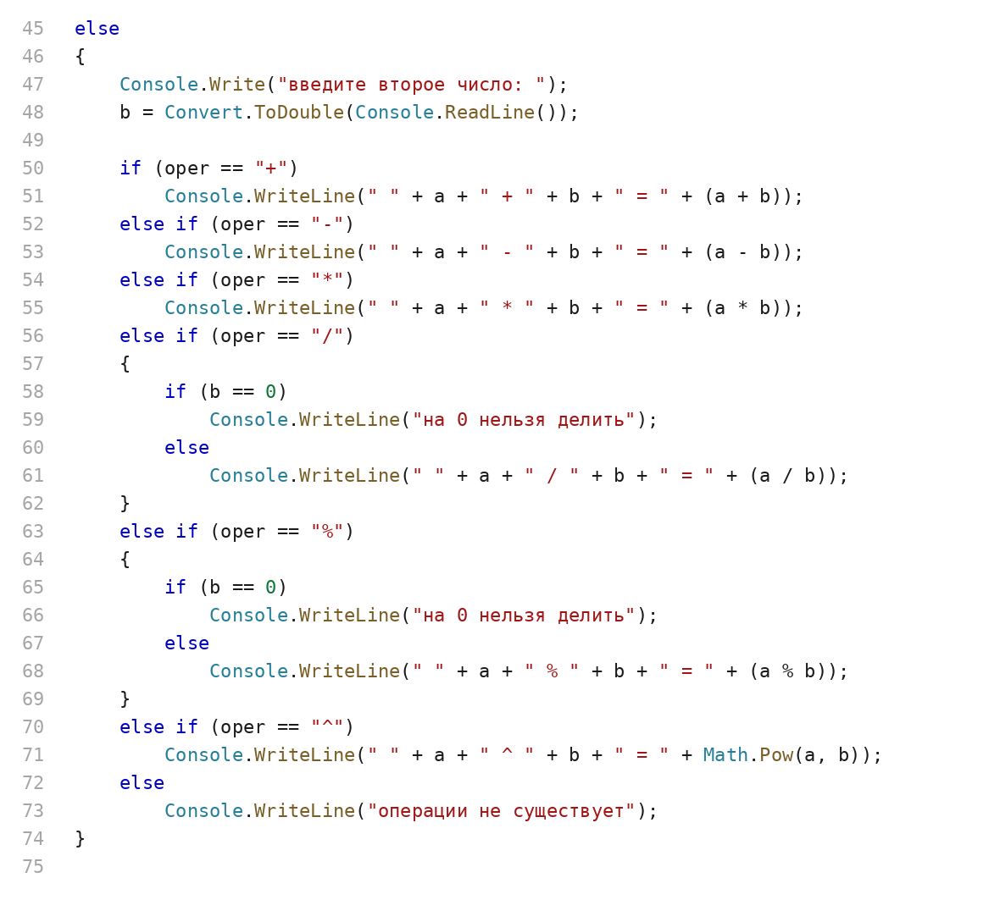 45 else
46 {
47     Console.Write("введите второе число: ");
48     b = Convert.ToDouble(Console.ReadLine());
49
50     if (oper == "+")
51         Console.WriteLine(" " + a + " + " + b + " = " + (a + b));
52     else if (oper == "-")
53         Console.WriteLine(" " + a + " - " + b + " = " + (a - b));
54     else if (oper == "*")
55         Console.WriteLine(" " + a + " * " + b + " = " + (a * b));
56     else if (oper == "/")
57     {
58         if (b == 0)
59             Console.WriteLine("на 0 нельзя делить");
60         else
61             Console.WriteLine(" " + a + " / " + b + " = " + (a / b));
62     }
63     else if (oper == "%")
64     {
65         if (b == 0)
66             Console.WriteLine("на 0 нельзя делить");
67         else
68             Console.WriteLine(" " + a + " % " + b + " = " + (a % b));
69     }
70     else if (oper == "^")
71         Console.WriteLine(" " + a + " ^ " + b + " = " + Math.Pow(a, b));
72     else
73         Console.WriteLine("операции не существует");
74 }
75